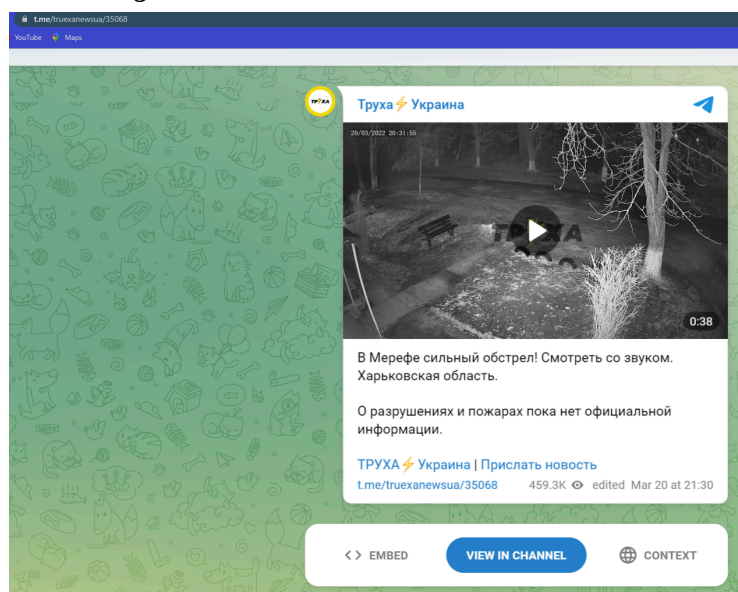 t.me/truexanewsua/35068
YouTube
Maps
ТРУХА
Труха⚡Украина
20/03/2022 20:31:55
ТРУХА
0:38
В Мерефе сильный обстрел! Смотреть со звуком.
Харьковская область.
О разрушениях и пожарах пока нет официальной
информации.
ТРУХА⚡Украина | Прислать новость
t.me/truexanewsua/35068 459.3K edited Mar 20 at 21:30
<> EMBED
VIEW IN CHANNEL
CONTEXT